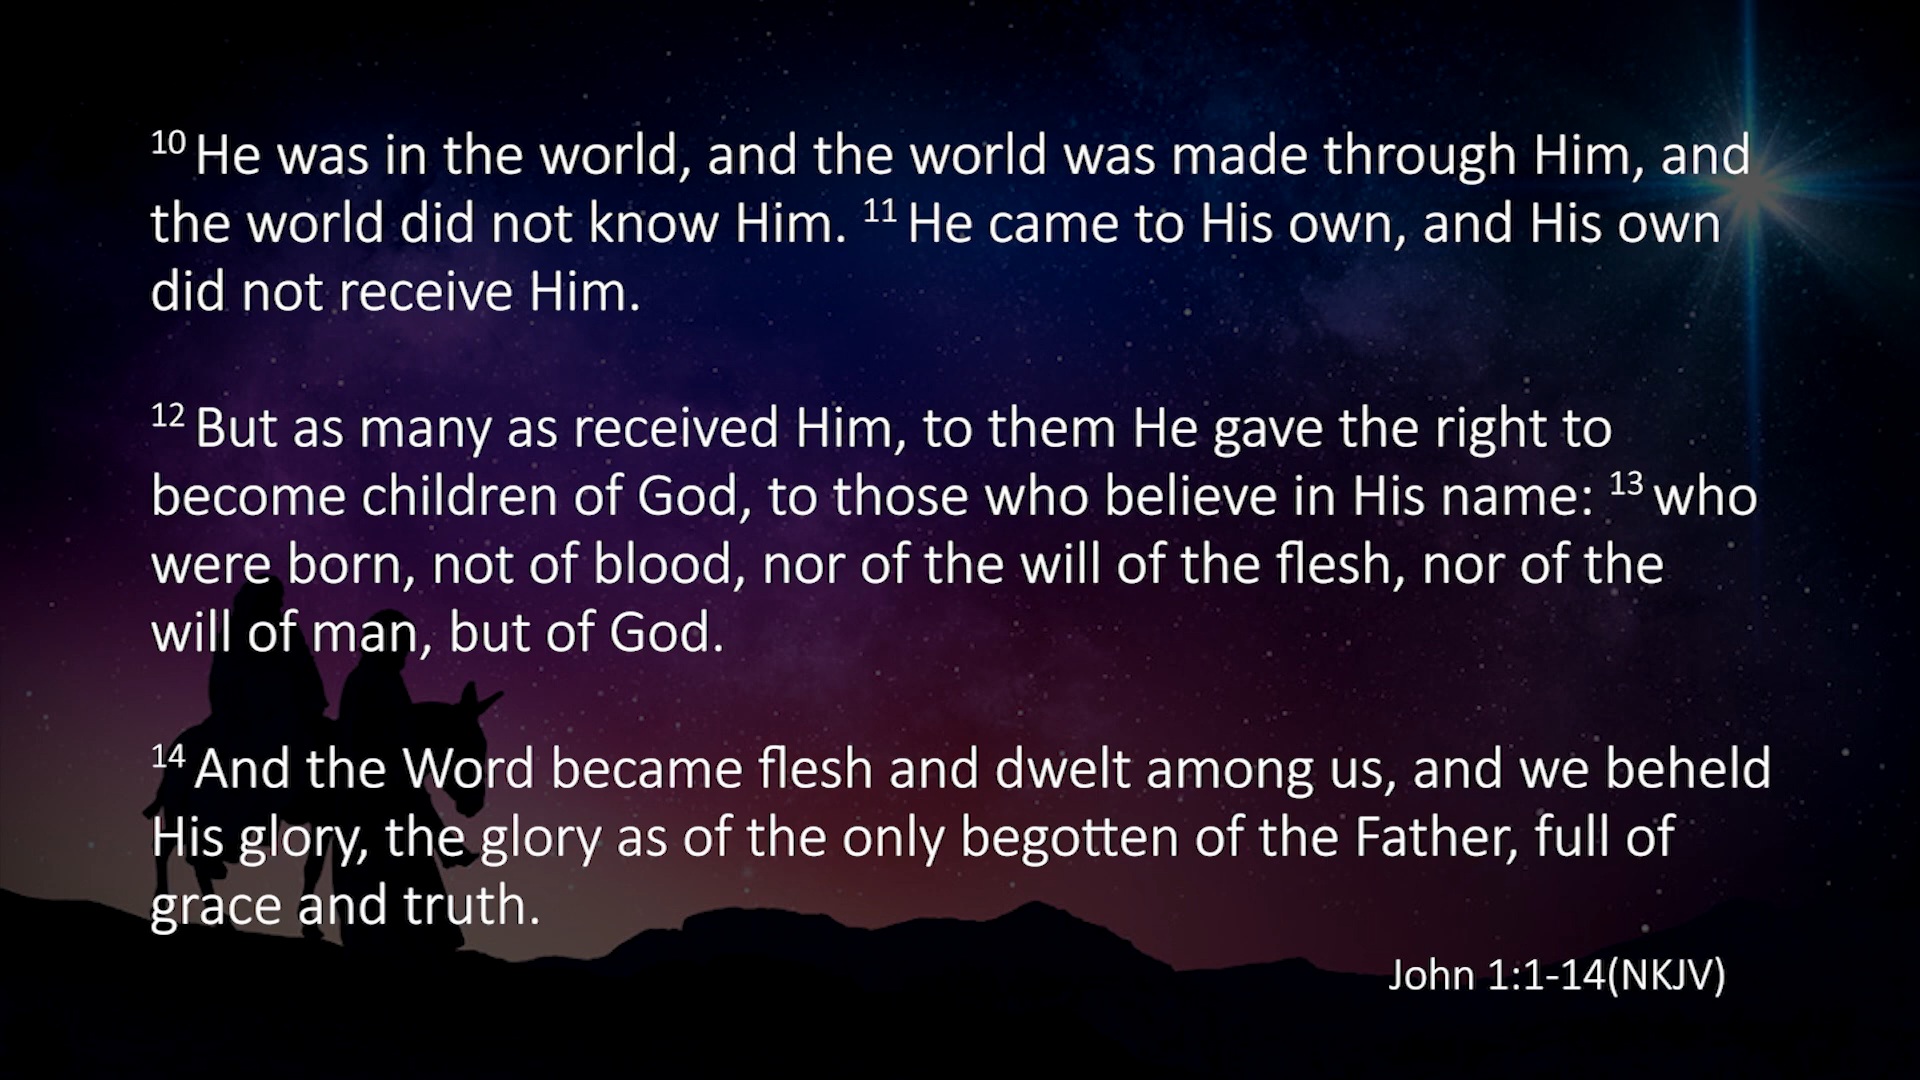 10 He was in the world, and the world was made through Him, and
the world did not know Him. 11 He came to His own, and His own
did not receive Him.
12 But as many as received Him, to them He gave the right to
become children of God, to those who believe in His name: 13 who
were born, not of blood, nor of the will of the flesh, nor of the
will of man, but of God.
14 And the Word became flesh and dwelt among us, and we beheld
His glory, the glory as of the only begotten of the Father, full of
grace and truth.
John 1:1-14(NKJV)